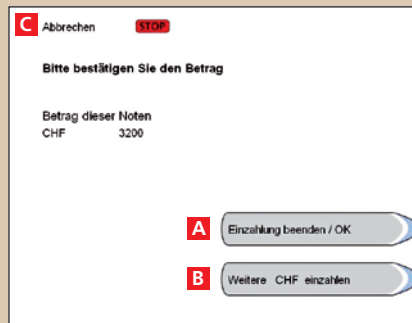 C Abbrechen STOP
Bitte bestätigen Sie den Betrag
Betrag dieser Noten
CHF 3200
A Einzahlung beenden / OK
B Weitere CHF einzahlen